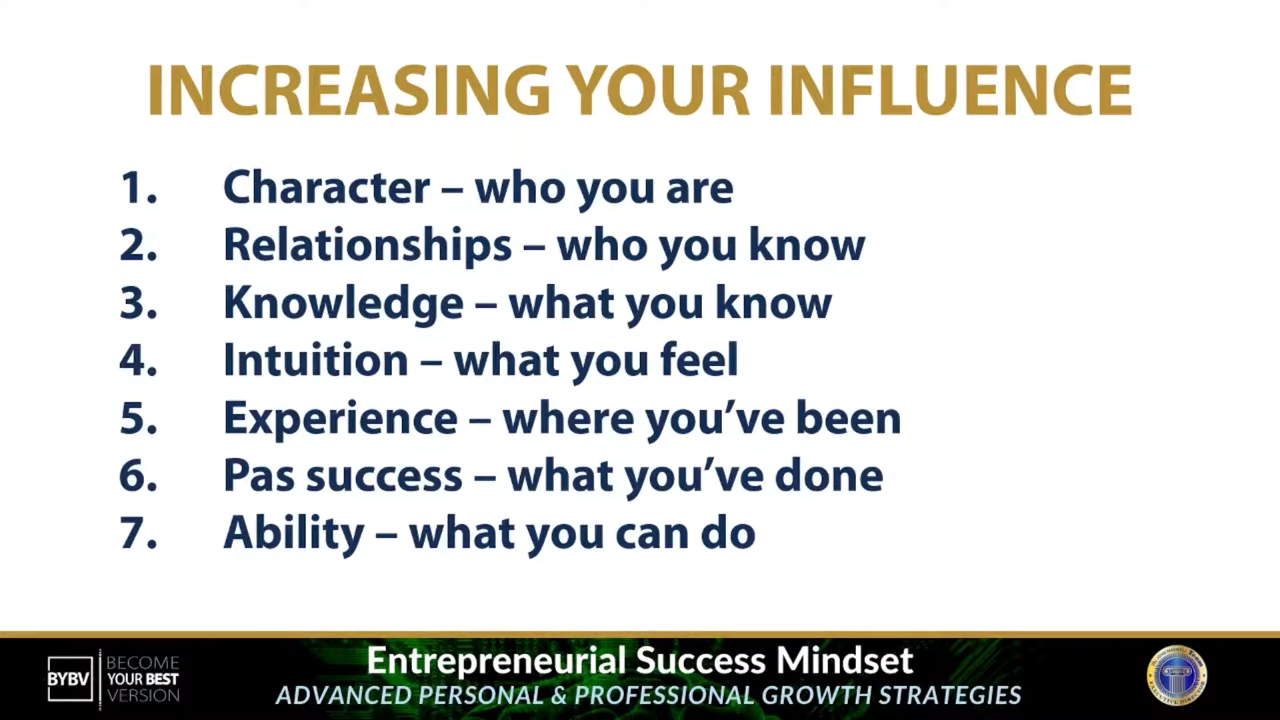 INCREASING YOUR INFLUENCE
1. Character – who you are
2. Relationships – who you know
3. Knowledge – what you know
4. Intuition – what you feel
5. Experience – where you’ve been
6. Pas success – what you’ve done
7. Ability – what you can do
BYBV
BECOME
YOUR BEST
VERSION
Entrepreneurial Success Mindset
ADVANCED PERSONAL & PROFESSIONAL GROWTH STRATEGIES